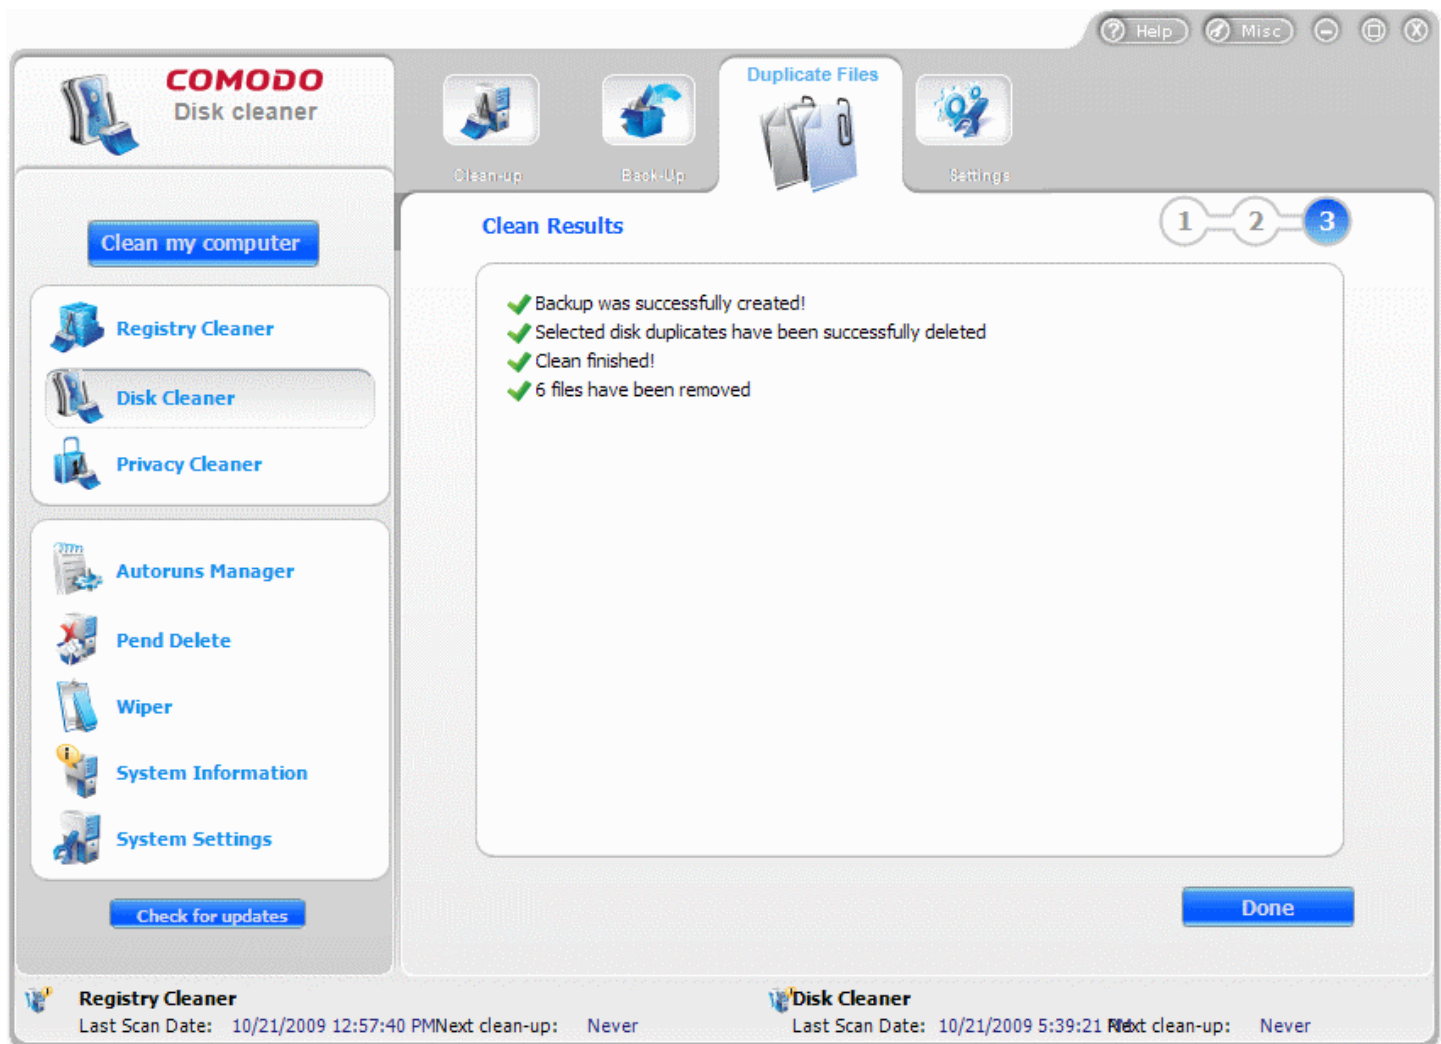 Help Misc
COMODO
Disk cleaner
Duplicate Files
Clean-up Back-Up Settings
Clean my computer
Clean Results
1 2 3
Registry Cleaner
Disk Cleaner
Privacy Cleaner
Autoruns Manager
Pend Delete
Wiper
System Information
System Settings
Check for updates
Backup was successfully created!
Selected disk duplicates have been successfully deleted
Clean finished!
6 files have been removed
Done
Registry Cleaner
Last Scan Date: 10/21/2009 12:57:40 PMNext clean-up: Never
Disk Cleaner
Last Scan Date: 10/21/2009 5:39:21 clean-up: Never